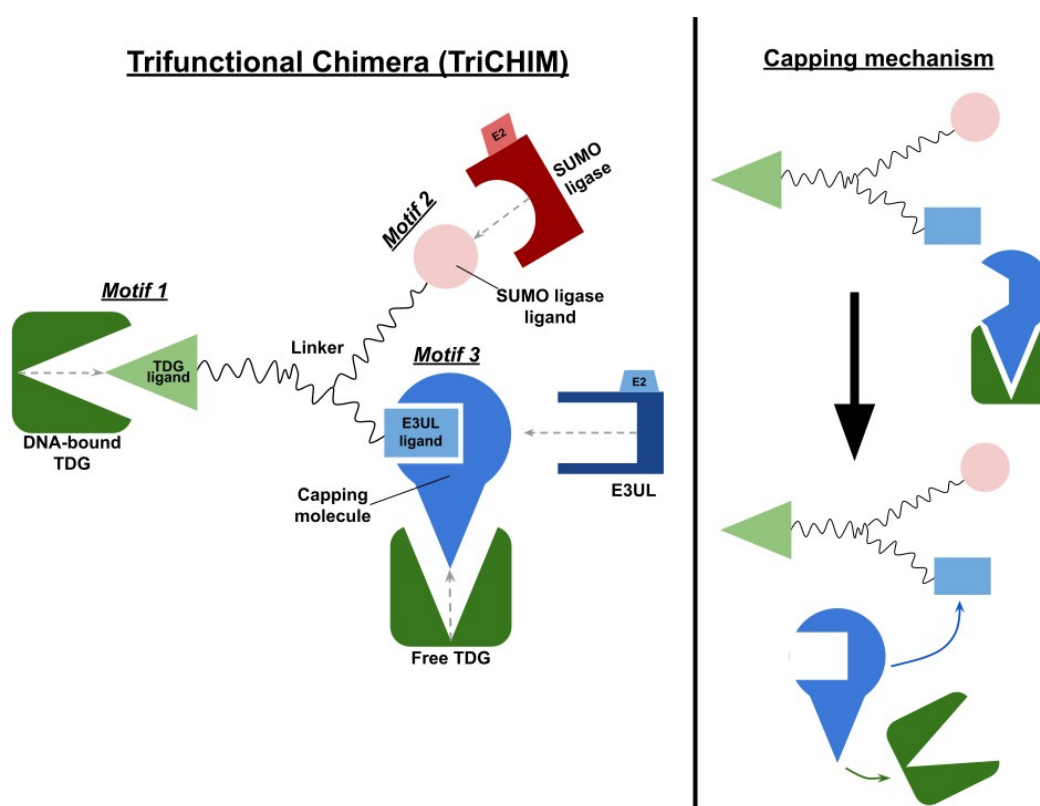 Trifunctional Chimera (TriCHIM)
Capping mechanism
E2
SUMO
ligase
Motif 2
SUMO ligase
ligand
Motif 1
Linker
Motif 3
TDG
ligand
E2
E3UL
ligand
DNA-bound
TDG
E3UL
Capping
molecule
Free TDG